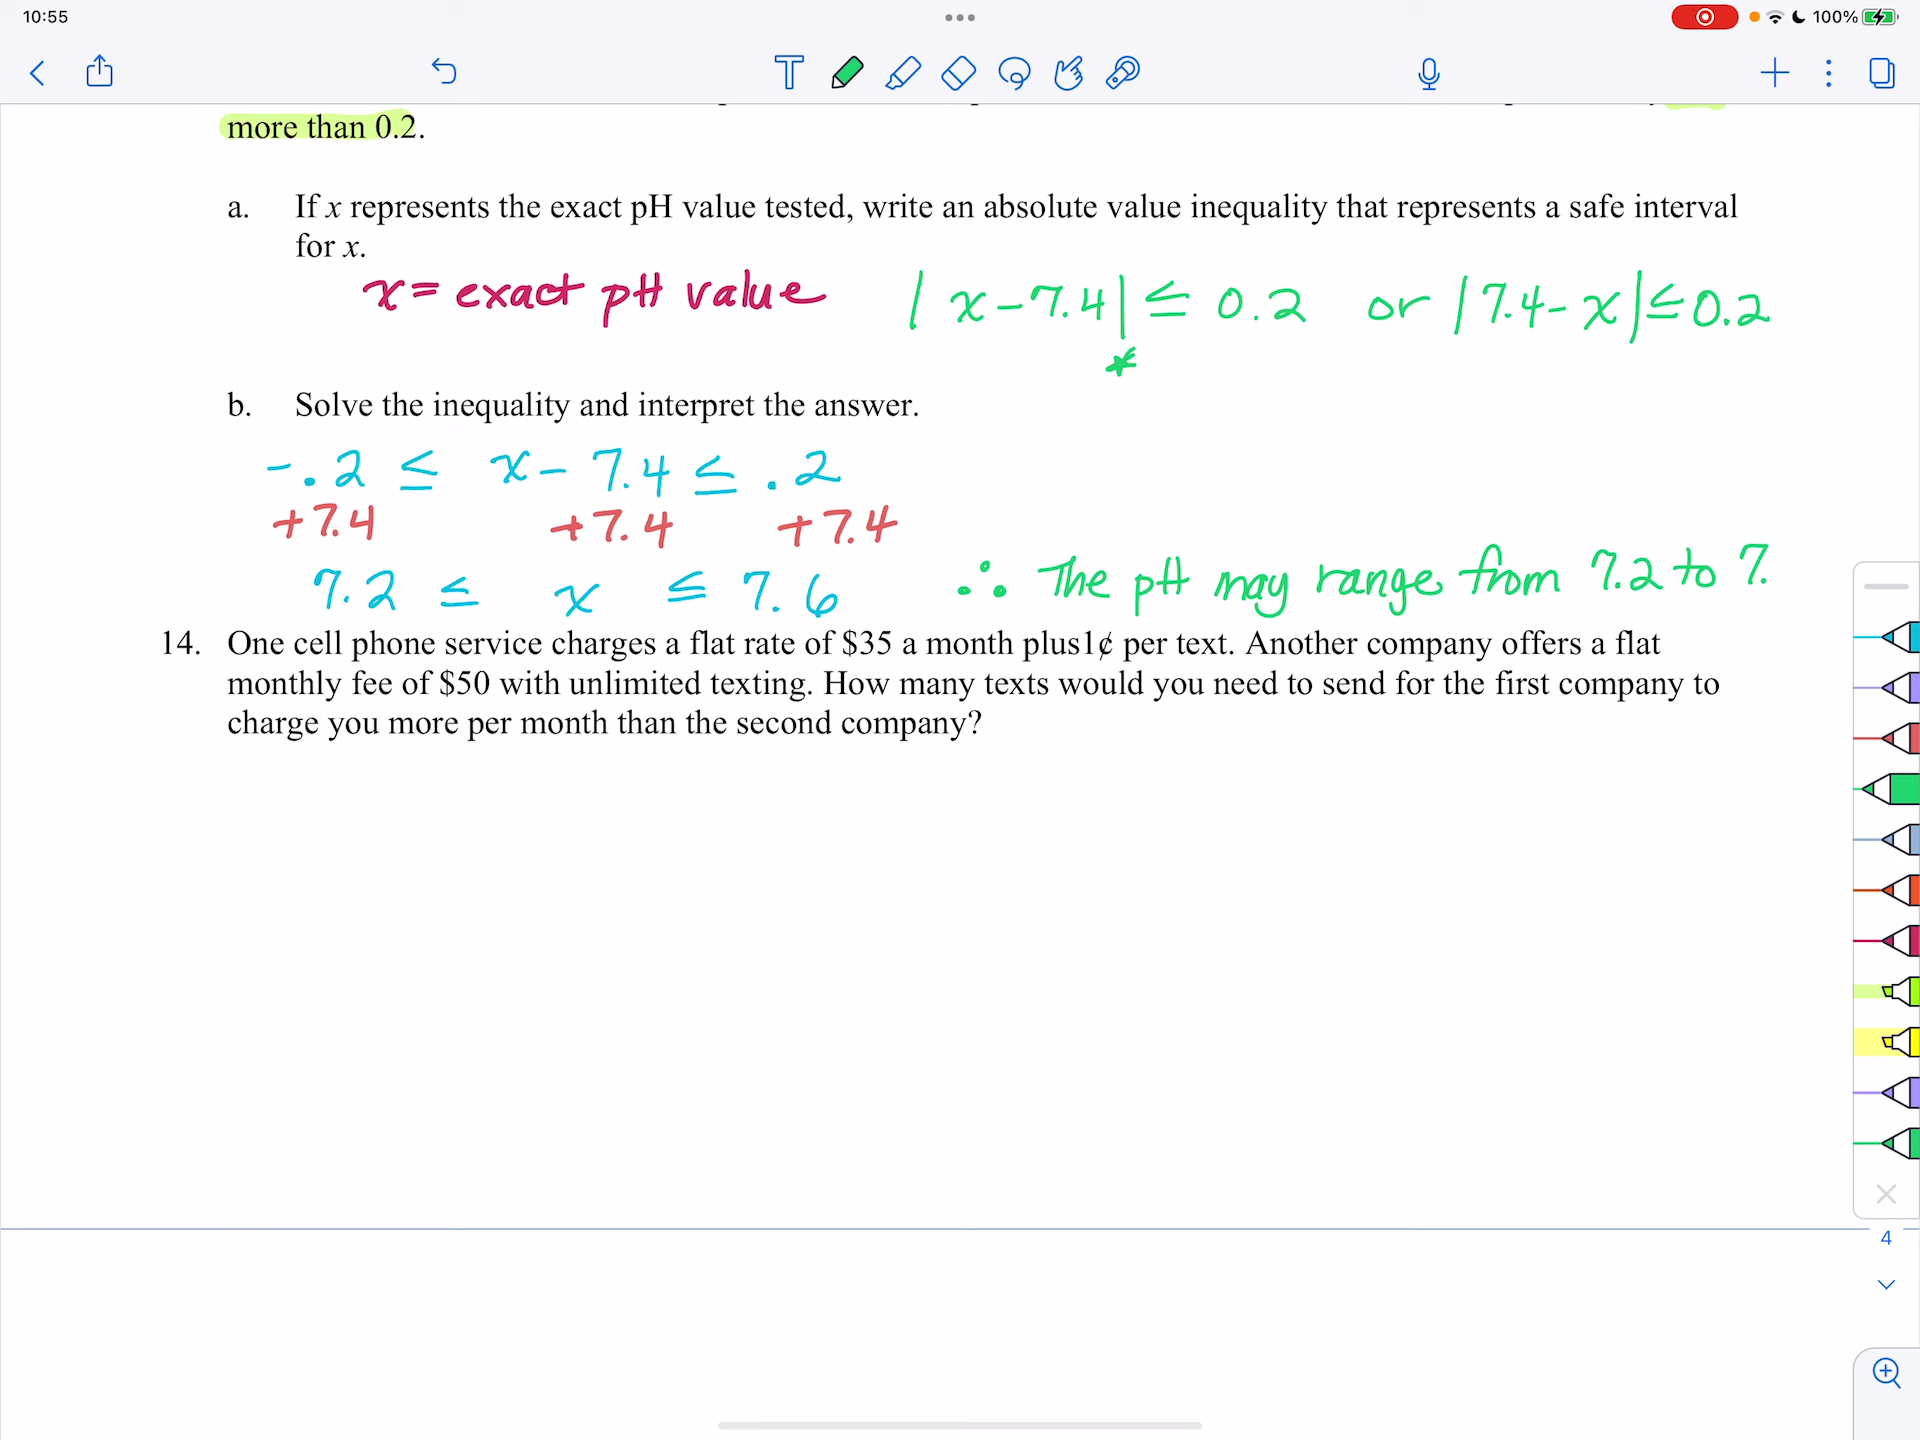 10:55
100%
more than 0.2.
a. If x represents the exact pH value tested, write an absolute value inequality that represents a safe interval
for x.
x = exact pH value | x - 7.4 | ≤ 0.2 or | 7.4 - x | ≤ 0.2
*
b. Solve the inequality and interpret the answer.
-.2 ≤ x - 7.4 ≤ .2
+7.4 +7.4 +7.4
7.2 ≤ x ≤ 7.6 ∴ The pH may range from 7.2 to 7.
14. One cell phone service charges a flat rate of $35 a month plus1¢ per text. Another company offers a flat
monthly fee of $50 with unlimited texting. How many texts would you need to send for the first company to
charge you more per month than the second company?
4